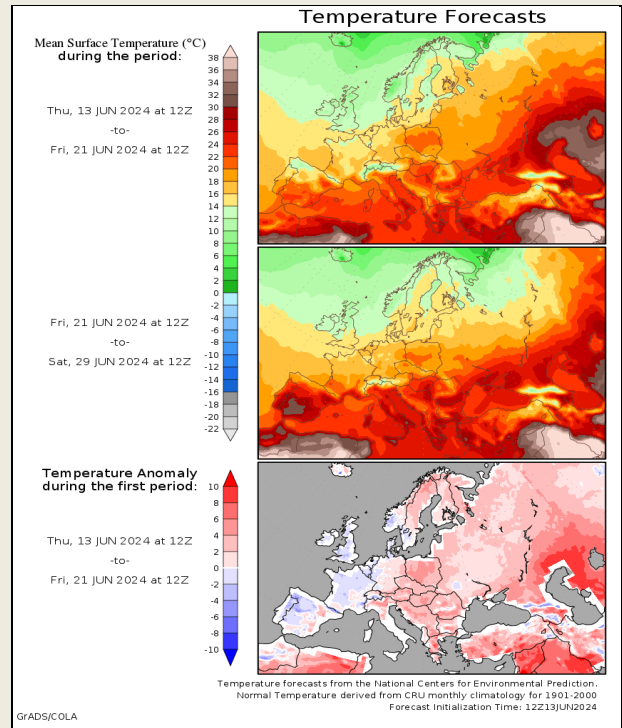 Temperature Forecasts
Mean Surface Temperature (°C)
during the period:
Thu, 13 JUN 2024 at 12Z
-to-
Fri, 21 JUN 2024 at 12Z
38
36
34
32
30
28
26
24
22
20
18
16
14
12
10
8
6
4
2
0
-2
-4
-6
-8
-10
-12
-14
-16
-18
-20
-22
Fri, 21 JUN 2024 at 12Z
-to-
Sat, 29 JUN 2024 at 12Z
Temperature Anomaly
during the first period:
Thu, 13 JUN 2024 at 12Z
-to-
Fri, 21 JUN 2024 at 12Z
10
8
6
4
2
0
-2
-4
-6
-8
-10
Temperature forecasts from the National Centers for Environmental Prediction.
Normal Temperature derived from CRU monthly climatology for 1901-2000
Forecast Initialization Time: 12Z13JUN2024
GrADS/COLA